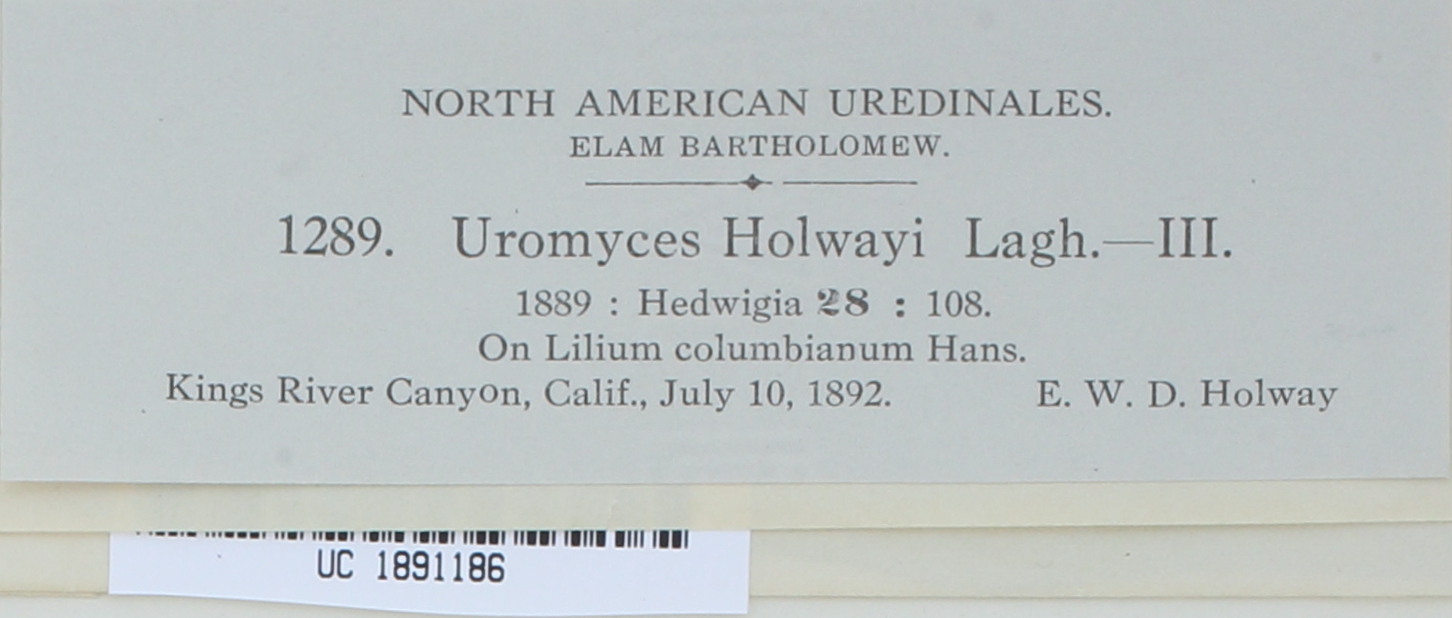 NORTH AMERICAN UREDINALES.
ELAM BARTHOLOMEW.
1289. Uromyces Holwayi Lagh.—III.
1889 : Hedwigia 28 : 108.
On Lilium columbianum Hans.
Kings River Canyon, Calif., July 10, 1892. E. W. D. Holway
UC 1891186